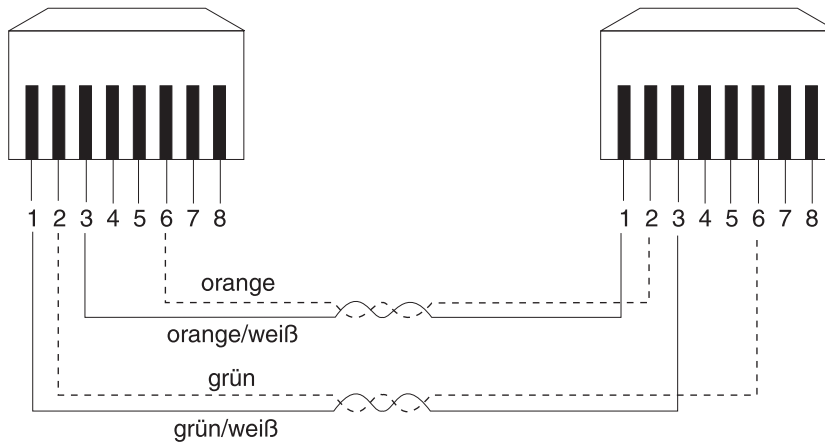 1 2 3 4 5 6 7 8
1 2 3 4 5 6 7 8
orange
orange/weiß
grün
grün/weiß